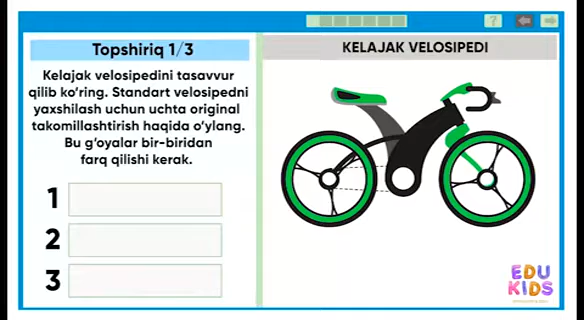 Topshiriq 1/3
Kelajak velosipedini tasavvur
qilib ko‘ring. Standart velosipedni
yaxshilash uchun uchta original
takomillashtirish haqida o‘ylang.
Bu g‘oyalar bir-biridan
farq qilishi kerak.
1
2
3
?
KELAJAK VELOSIPEDI
EDU
KIDS